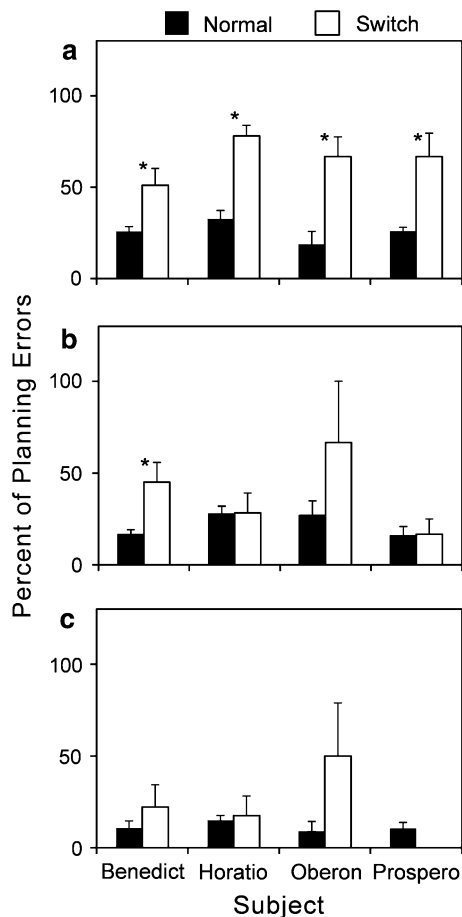 Normal Switch
a
100
50
0
* * * *
b
100
50
0
*
c
100
50
0
Benedict Horatio Oberon Prospero
Subject
Percent of Planning Errors